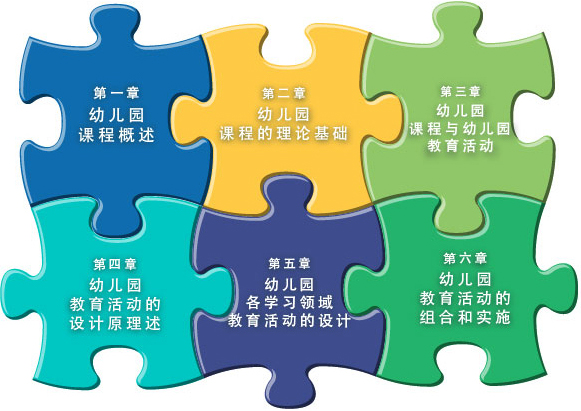 第一章
幼儿园
课程概述
第二章
幼儿园
课程的理论基础
第三章
幼儿园
课程与幼儿园
教育活动
第四章
幼儿园
教育活动的
设计原理述
第五章
幼儿园
各学习领域
教育活动的设计
第六章
幼儿园
教育活动的
组合和实施